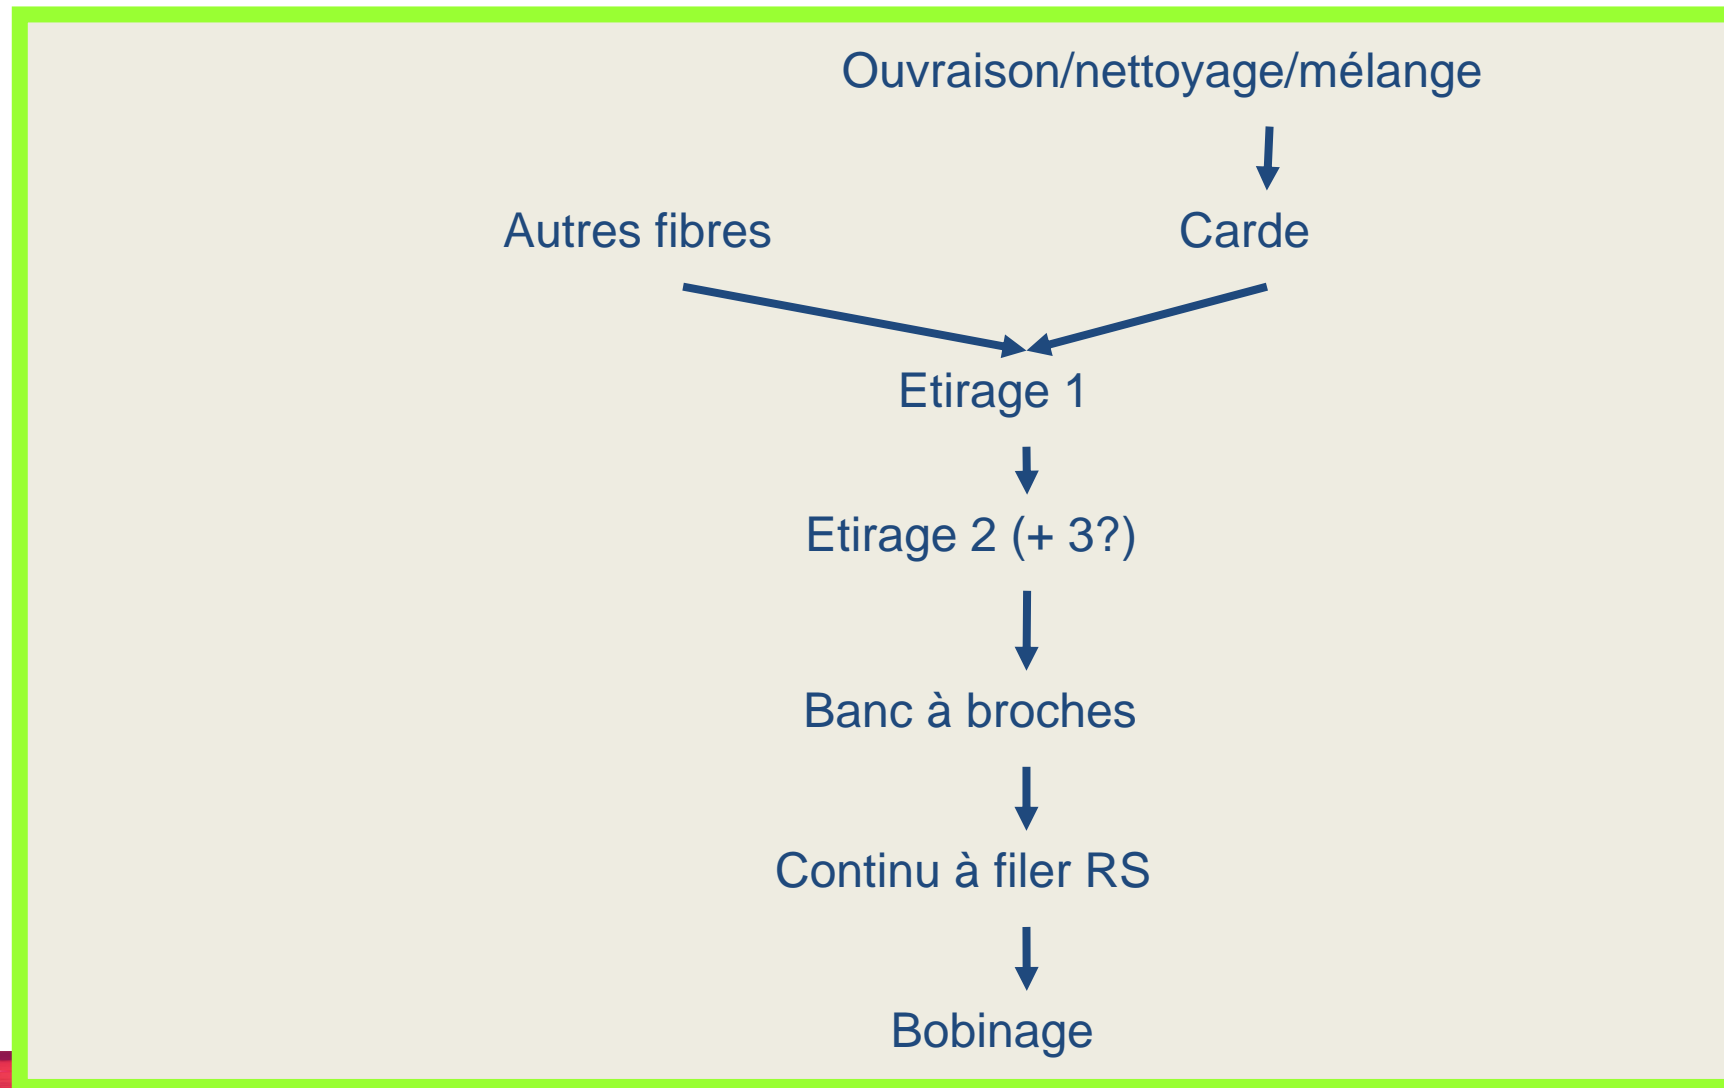 Ouvraison/nettoyage/mélange
Autres fibres
Carde
Etirage 1
Etirage 2 (+ 3?)
Banc à broches
Continu à filer RS
Bobinage